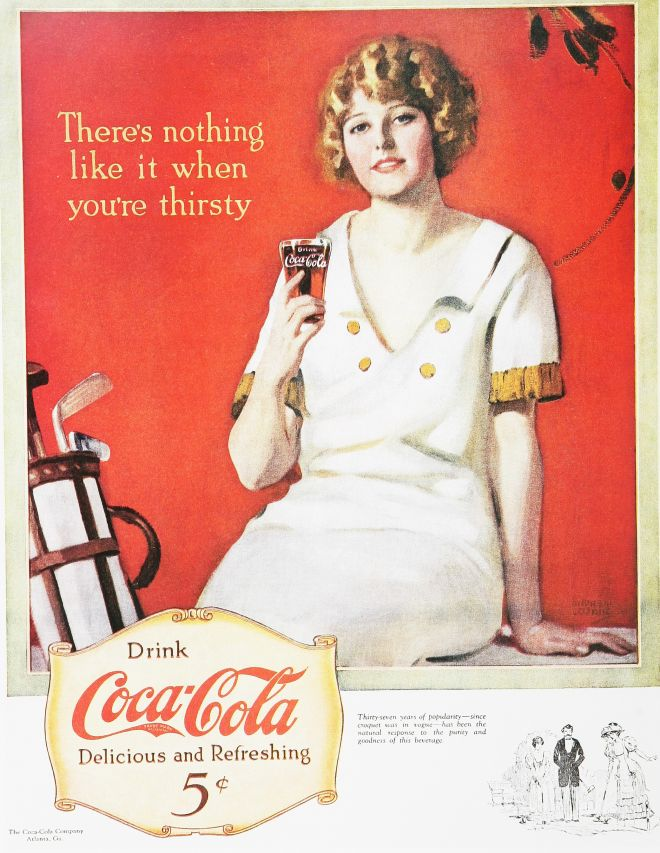 There's nothing
like it when
you're thirsty
Drink
Coca-Cola
Drink
Coca-Cola
TRADE MARK
Delicious and Refreshing
5¢
Thirty-seven years of popularity—since
croquet was in vogue—has been the
natural response to the purity and
goodness of this beverage
The Coca-Cola Company
Atlanta, Ga.